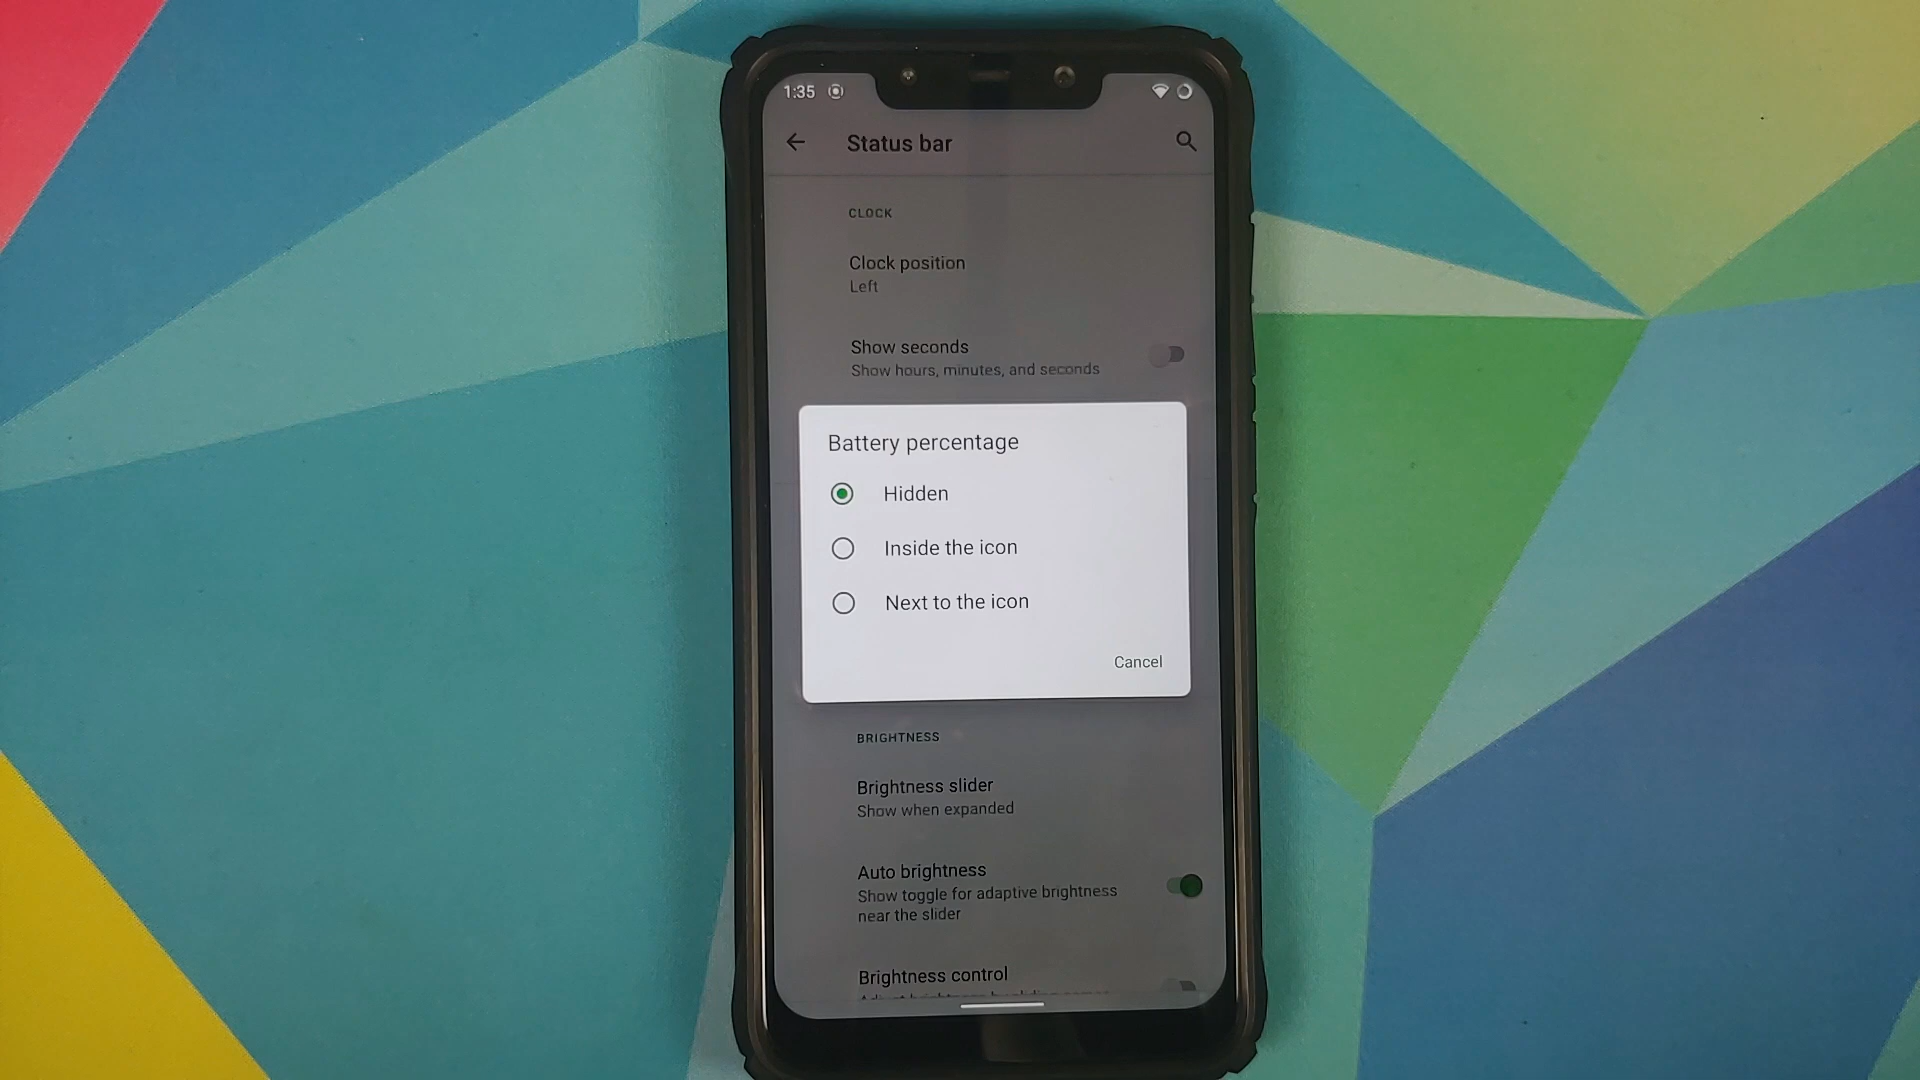 1:35
Status bar
CLOCK
Clock position
Left
Show seconds
Show hours, minutes, and seconds
Battery percentage
Hidden
Inside the icon
Next to the icon
Cancel
BRIGHTNESS
Brightness slider
Show when expanded
Auto brightness
Show toggle for adaptive brightness
near the slider
Brightness control